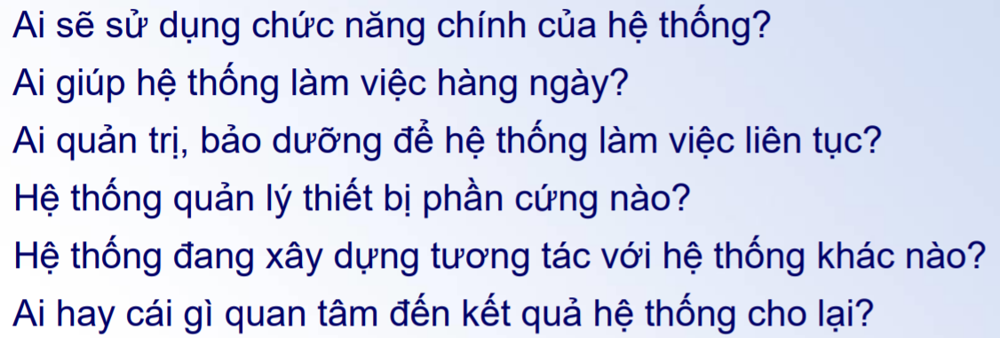 Ai sẽ sử dụng chức năng chính của hệ thống?
Ai giúp hệ thống làm việc hàng ngày?
Ai quản trị, bảo dưỡng để hệ thống làm việc liên tục?
Hệ thống quản lý thiết bị phần cứng nào?
Hệ thống đang xây dựng tương tác với hệ thống khác nào?
Ai hay cái gì quan tâm đến kết quả hệ thống cho lại?